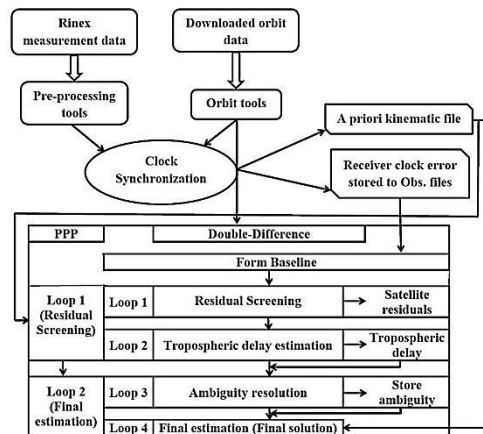 Rinex
measurement data
Downloaded orbit
data
Pre-processing
tools
Orbit tools
A priori kinematic file
Clock
Synchronization
Receiver clock error
stored to Obs. files
PPP
Double-Difference
Form Baseline
Loop 1
(Residual
Screening)
Loop 1
Residual Screening
Satellite
residuals
Loop 2
Tropospheric delay estimation
Tropospheric
delay
Loop 2
(Final
estimation)
Loop 3
Ambiguity resolution
Store
ambiguity
Loop 4
Final estimation (Final solution)